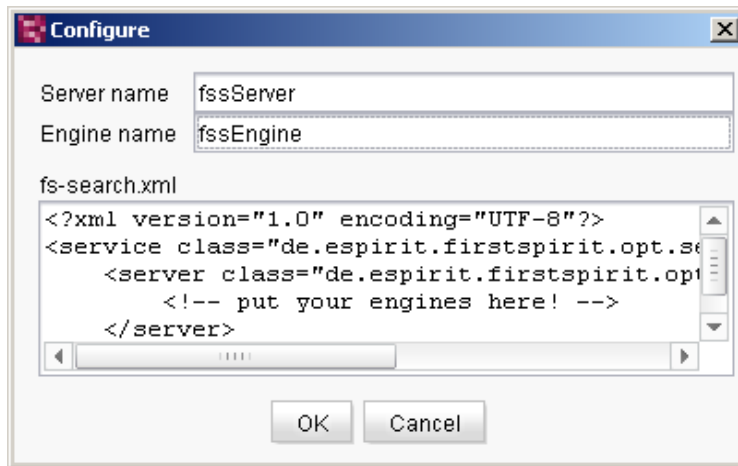 Configure
Server name fssServer
Engine name fssEngine
fs-search.xml
<?xml version="1.0" encoding="UTF-8"?>
<service class="de.espirit.firstspirit.opt.se
    <server class="de.espirit.firstspirit.opt
        <!-- put your engines here! -->
    </server>
OK Cancel